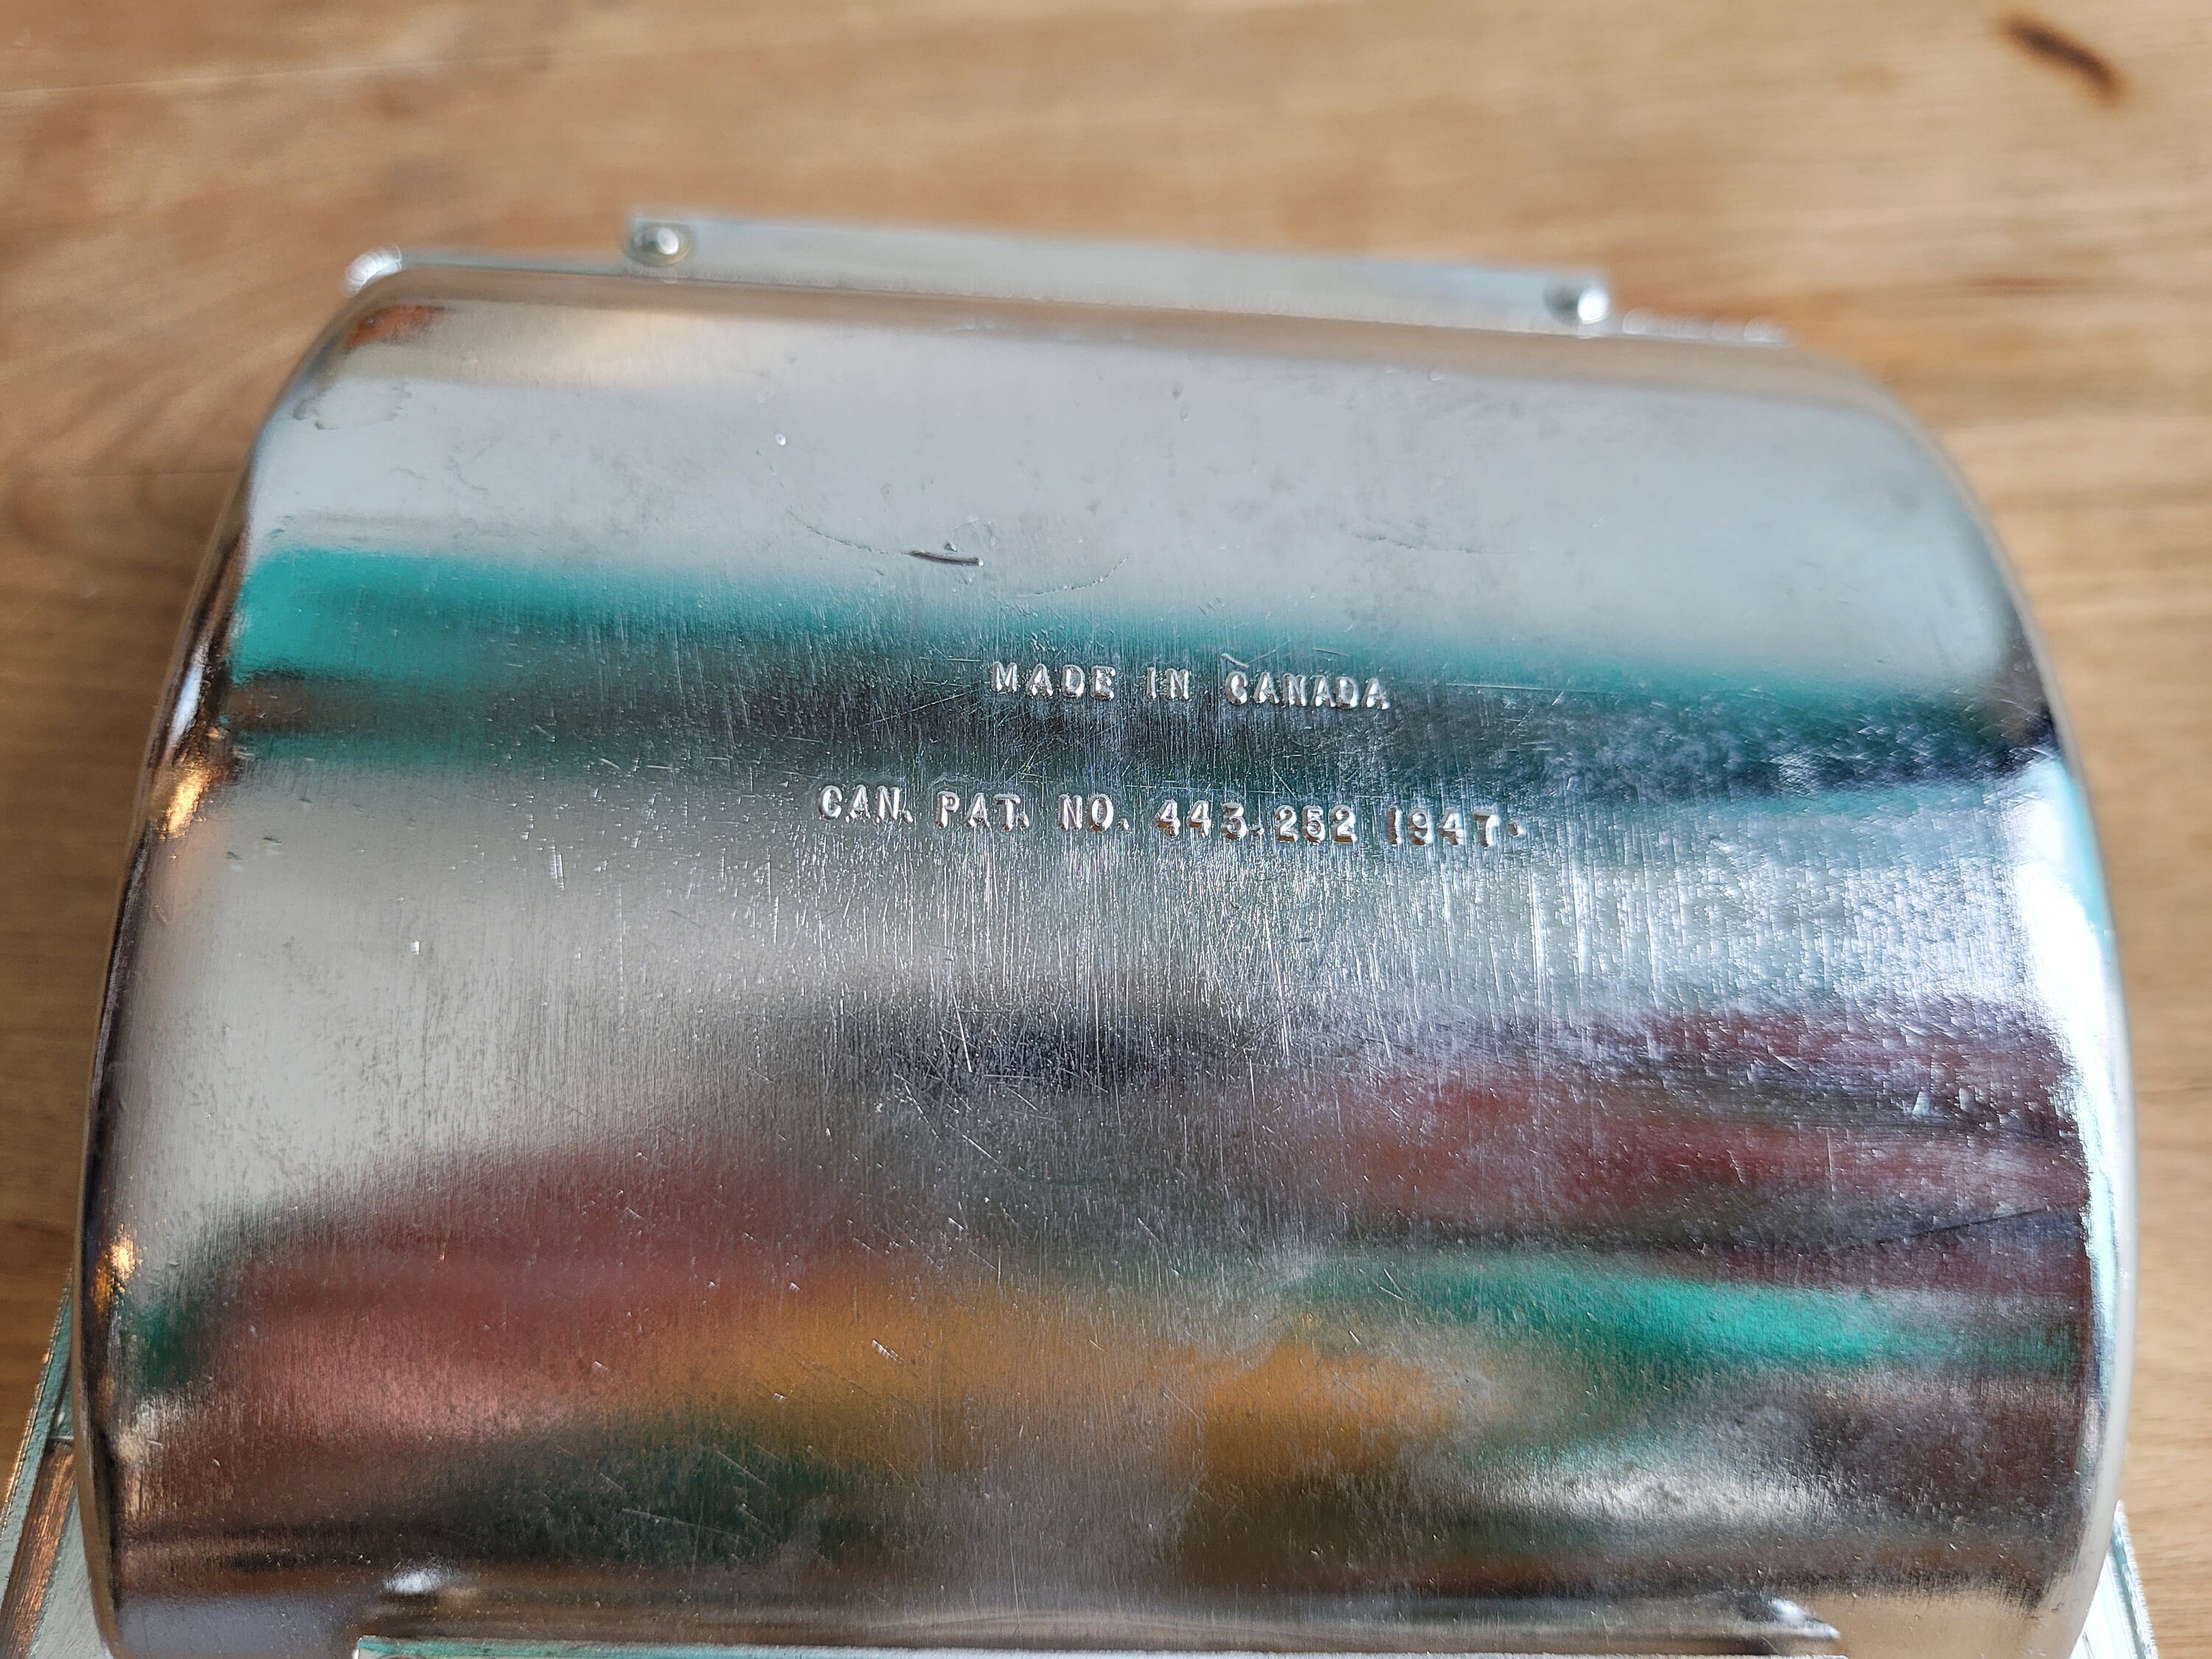 MADE IN CANADA
CAN. PAT. NO. 443.252 1947.